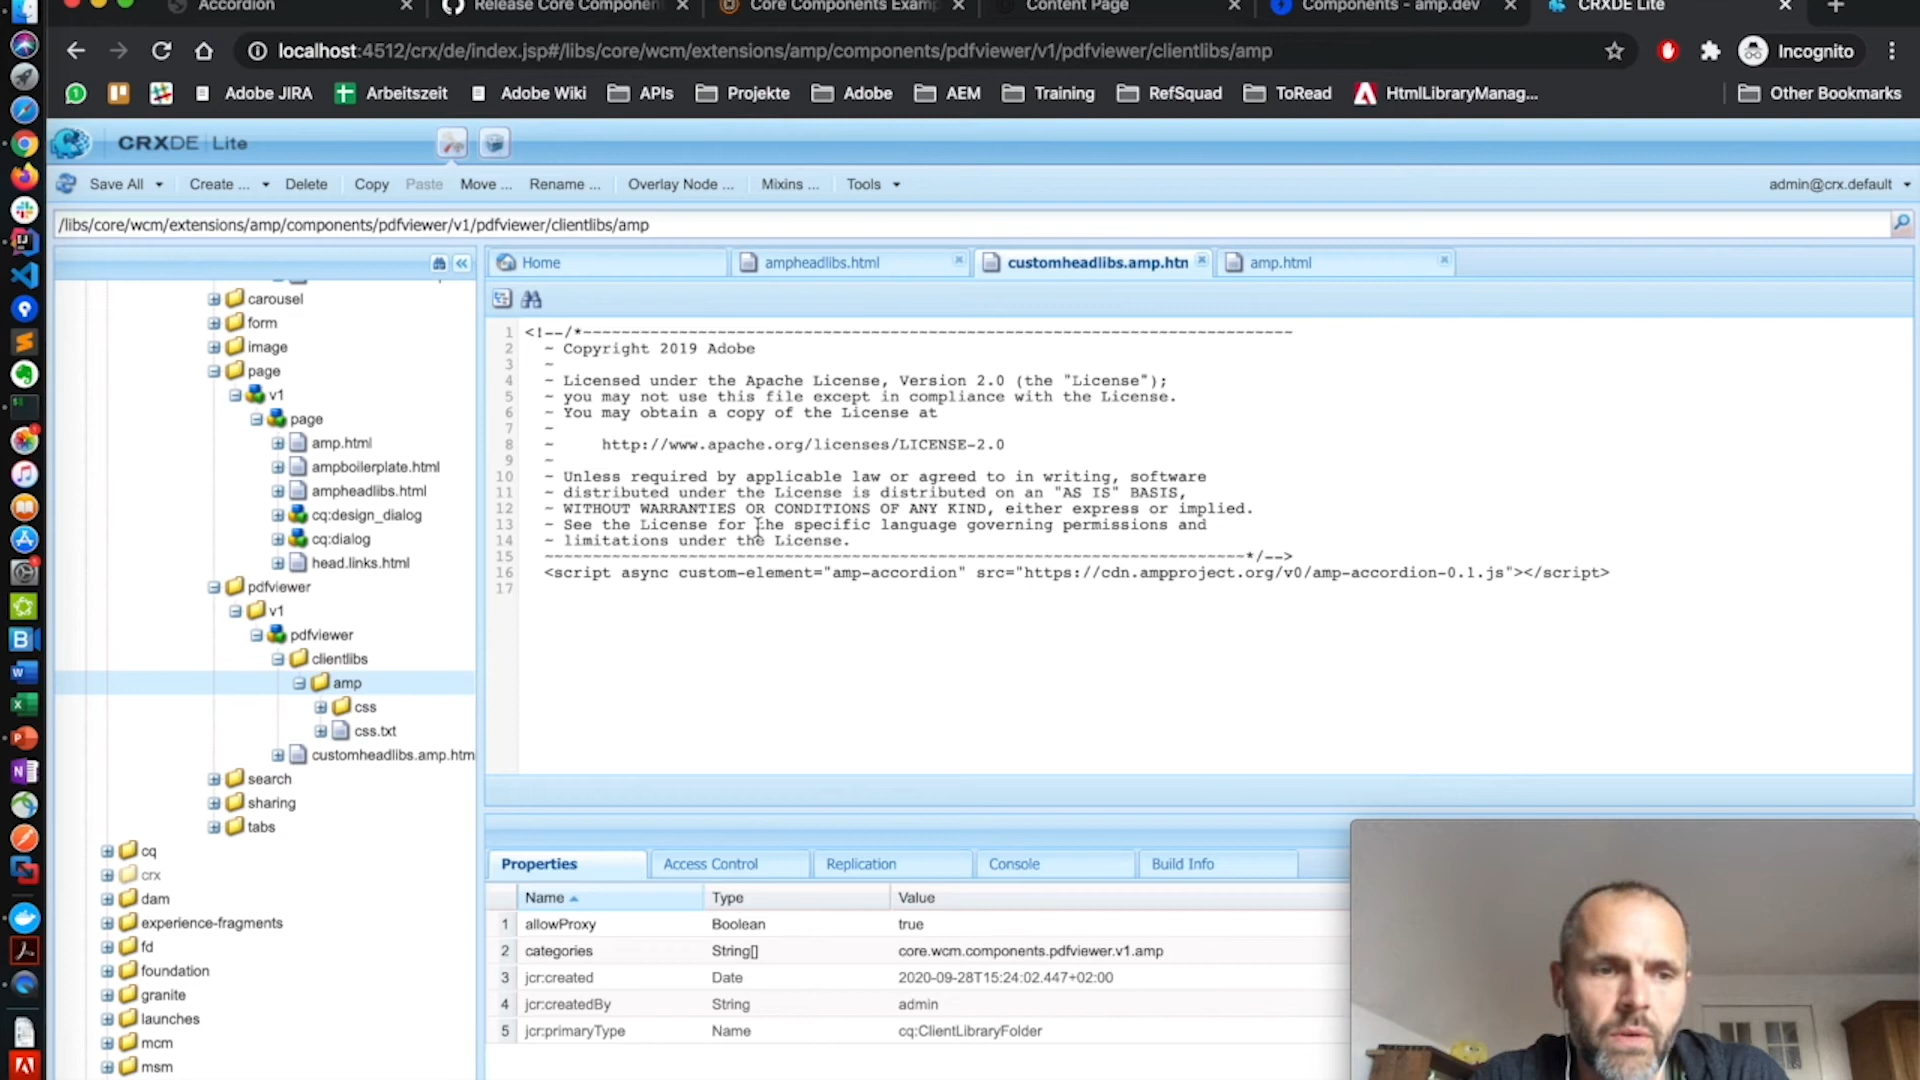 Accordion
Release Core Componen
Core Components Exam
Content Page
Components - amp.dev
CRXDE Lite
localhost:4512/crx/de/index.jsp#/libs/core/wcm/extensions/amp/components/pdfviewer/v1/pdfviewer/clientlibs/amp
Incognito
Adobe JIRA
Arbeitszeit
Adobe Wiki
APIs
Projekte
Adobe
AEM
Training
RefSquad
ToRead
HtmlLibraryManag...
Other Bookmarks
CRXDE | Lite
Save All
Create ...
Delete
Copy
Paste
Move ...
Rename ...
Overlay Node ...
Mixins ...
Tools
admin@crx.default
/libs/core/wcm/extensions/amp/components/pdfviewer/v1/pdfviewer/clientlibs/amp
carousel
form
image
page
v1
page
amp.html
ampboilerplate.html
ampheadlibs.html
cq:design_dialog
cq:dialog
head.links.html
pdfviewer
v1
pdfviewer
clientlibs
amp
css
css.txt
customheadlibs.amp.htm
search
sharing
tabs
cq
crx
dam
experience-fragments
fd
foundation
granite
launches
mcm
msm
Home
ampheadlibs.html
customheadlibs.amp.htn
amp.html
1 <!--/*~~~~~~~~~~~~~~~~~~~~~~~~~~~~~~~~~~~~~~~~~~~~~~~~~~~~~~~~~~~~~~~~~~~~~~~~~~
2 ~ Copyright 2019 Adobe
3 ~
4 ~ Licensed under the Apache License, Version 2.0 (the "License");
5 ~ you may not use this file except in compliance with the License.
6 ~ You may obtain a copy of the License at
7 ~
8 ~ http://www.apache.org/licenses/LICENSE-2.0
9 ~
10 ~ Unless required by applicable law or agreed to in writing, software
11 ~ distributed under the License is distributed on an "AS IS" BASIS,
12 ~ WITHOUT WARRANTIES OR CONDITIONS OF ANY KIND, either express or implied.
13 ~ See the License for the specific language governing permissions and
14 ~ limitations under the License.
15 ~~~~~~~~~~~~~~~~~~~~~~~~~~~~~~~~~~~~~~~~~~~~~~~~~~~~~~~~~~~~~~~~~~~~~~~~~*/-->
16 <script async custom-element="amp-accordion" src="https://cdn.ampproject.org/v0/amp-accordion-0.1.js"></script>
17
Properties
Access Control
Replication
Console
Build Info
Name Type Value
1 allowProxy Boolean true
2 categories String[] core.wcm.components.pdfviewer.v1.amp
3 jcr:created Date 2020-09-28T15:24:02.447+02:00
4 jcr:createdBy String admin
5 jcr:primaryType Name cq:ClientLibraryFolder